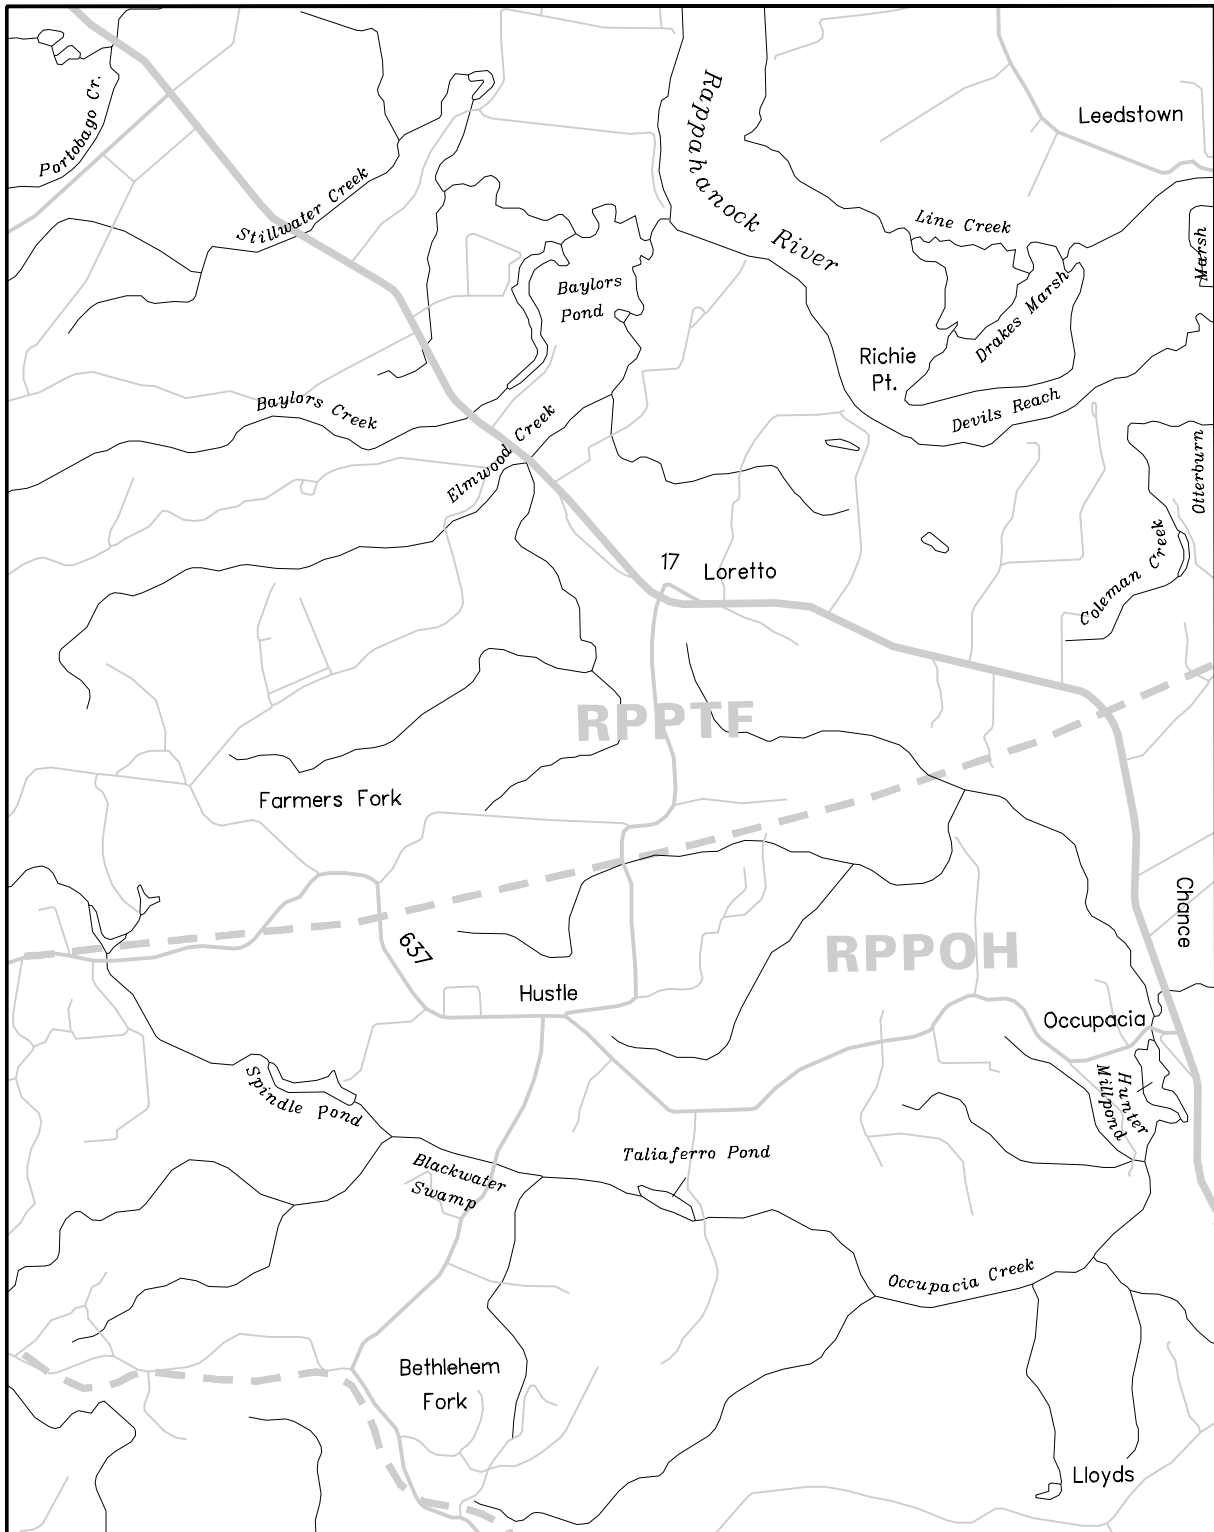 Portobago Cr.
Rappahanock River
Leedstown
Stillwater Creek
Line Creek
Marsh
Baylors
Pond
Drakes Marsh
Richie
Pt.
Baylors Creek
Devils Reach
Elmwood Creek
Otterburn
17
Loretto
Coleman Creek
RPPTF
Farmers Fork
Chance
637
RPPOH
Hustle
Occupacia
Spindle Pond
Hunter
Millpond
Blackwater
Swamp
Taliaferro Pond
Occupacia Creek
Bethlehem
Fork
Lloyds